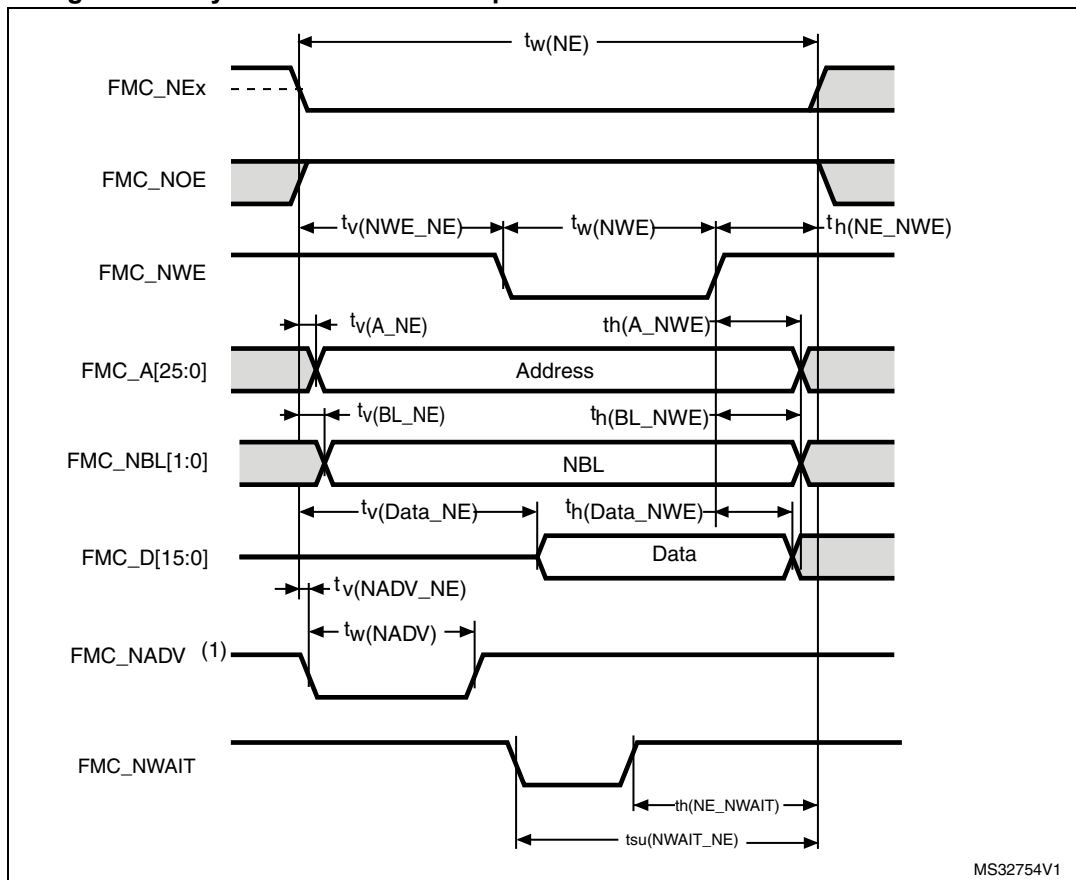 tw(NE)
FMC_NEx
FMC_NOE
tv(NWE_NE) tw(NWE) th(NE_NWE)
FMC_NWE
tv(A_NE) th(A_NWE)
FMC_A[25:0] Address
tv(BL_NE) th(BL_NWE)
FMC_NBL[1:0] NBL
tv(Data_NE) th(Data_NWE)
FMC_D[15:0] Data
tv(NADV_NE)
tw(NADV)
FMC_NADV (1)
FMC_NWAIT
th(NE_NWAIT)
tsu(NWAIT_NE)
MS32754V1